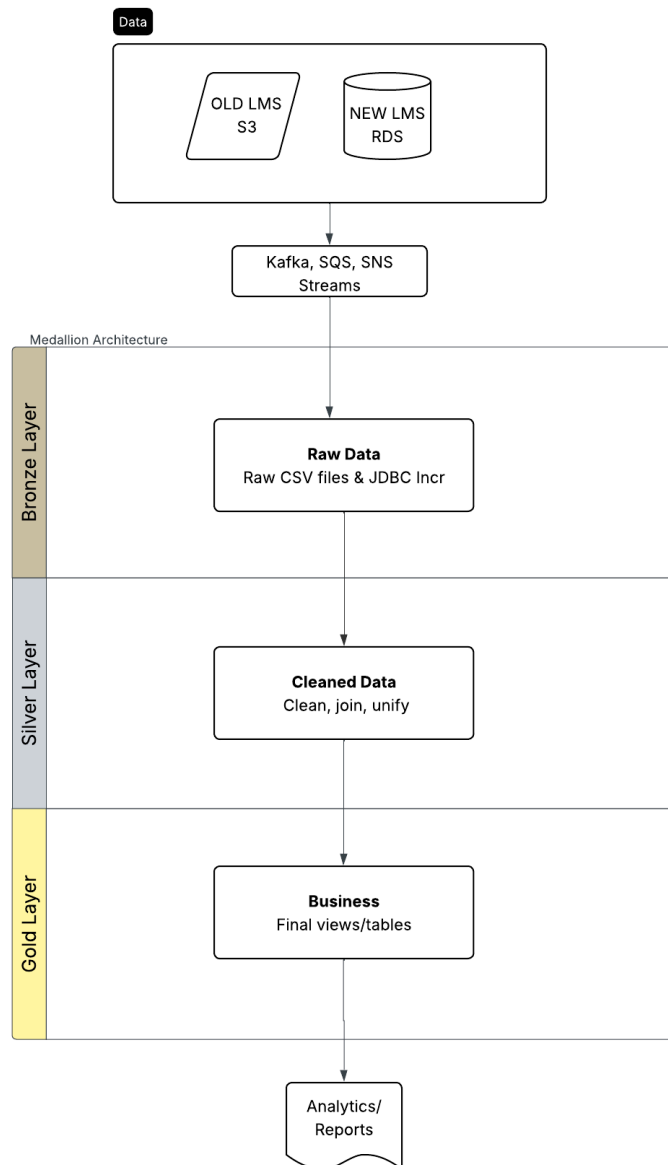 Data
OLD LMS
S3
NEW LMS
RDS
Kafka, SQS, SNS
Streams
Medallion Architecture
Bronze Layer
Raw Data
Raw CSV files & JDBC Incr
Silver Layer
Cleaned Data
Clean, join, unify
Gold Layer
Business
Final views/tables
Analytics/
Reports